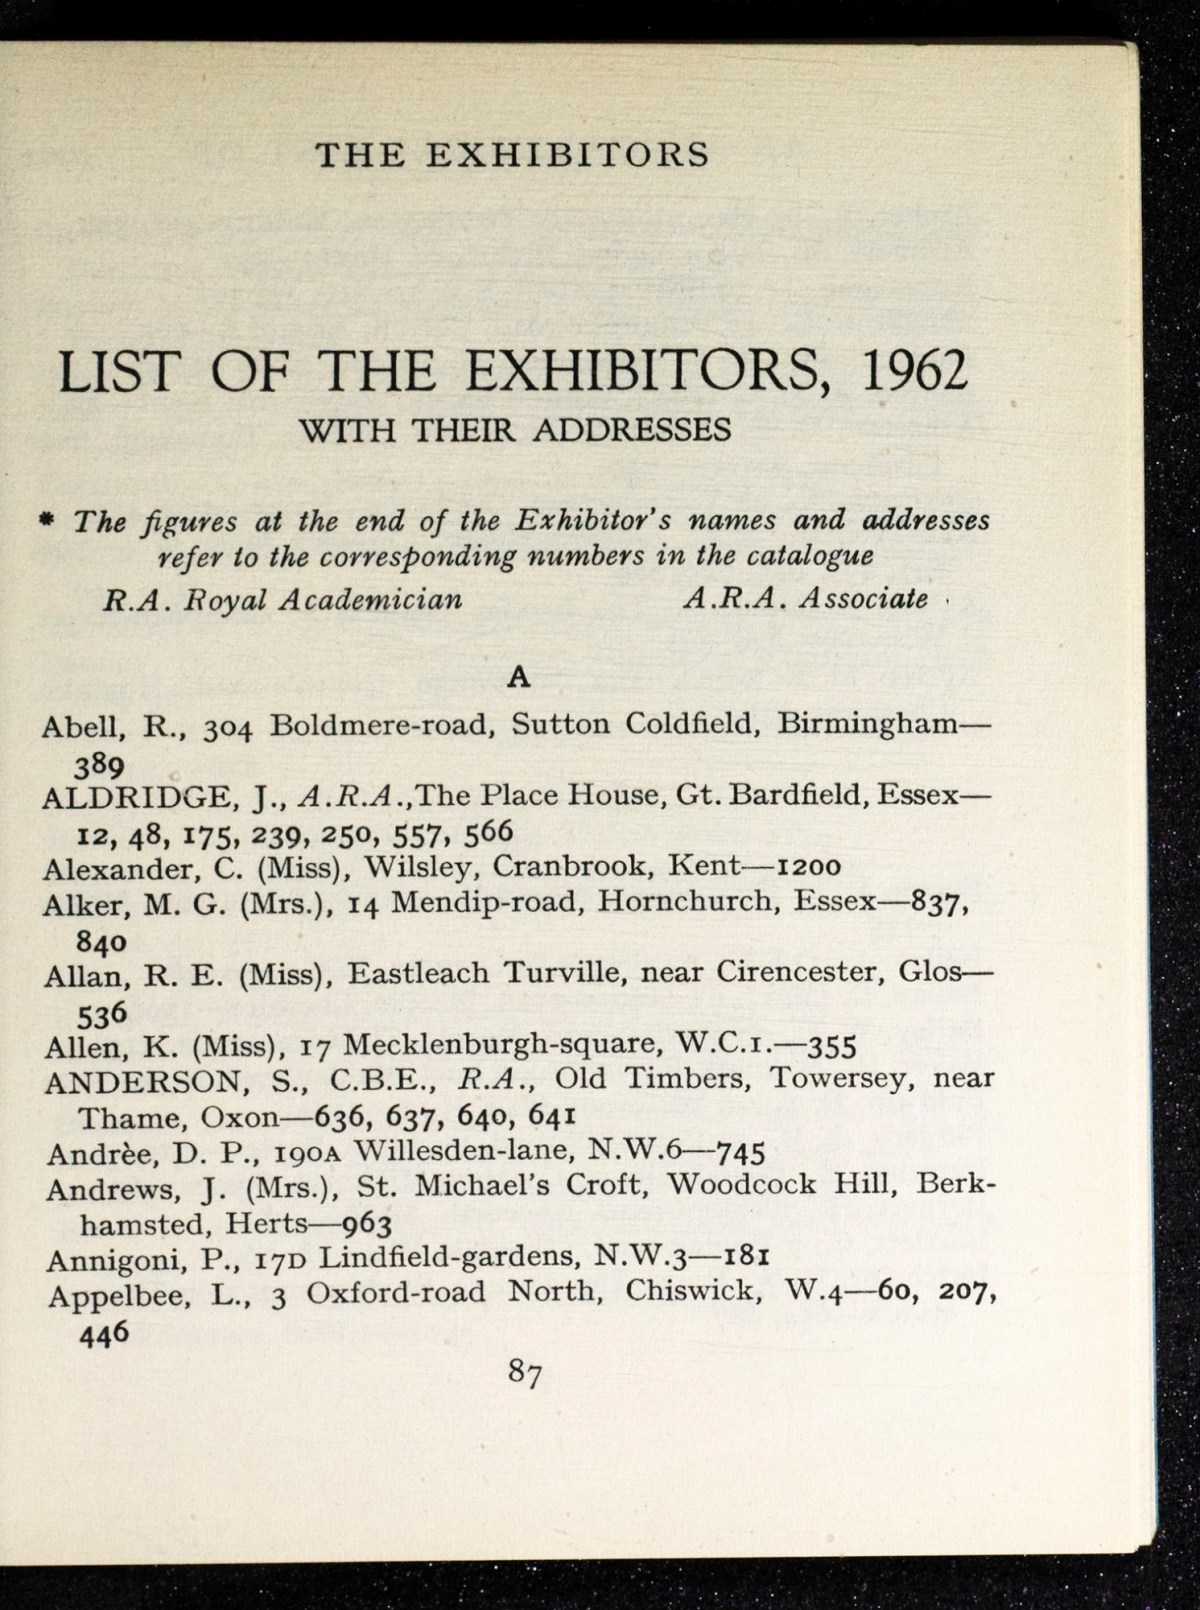 THE EXHIBITORS
LIST OF THE EXHIBITORS, 1962
WITH THEIR ADDRESSES
* The figures at the end of the Exhibitor's names and addresses
refer to the corresponding numbers in the catalogue
R.A. Royal Academician A.R.A. Associate
A
Abell, R., 304 Boldmere-road, Sutton Coldfield, Birmingham—
389
ALDRIDGE, J., A.R.A.,The Place House, Gt. Bardfield, Essex—
12, 48, 175, 239, 250, 557, 566
Alexander, C. (Miss), Wilsley, Cranbrook, Kent—1200
Alker, M. G. (Mrs.), 14 Mendip-road, Hornchurch, Essex—837,
840
Allan, R. E. (Miss), Eastleach Turville, near Cirencester, Glos—
536
Allen, K. (Miss), 17 Mecklenburgh-square, W.C.1.—355
ANDERSON, S., C.B.E., R.A., Old Timbers, Towersey, near
Thame, Oxon—636, 637, 640, 641
Andrèe, D. P., 190A Willesden-lane, N.W.6—745
Andrews, J. (Mrs.), St. Michael's Croft, Woodcock Hill, Berk-
hamsted, Herts—963
Annigoni, P., 17D Lindfield-gardens, N.W.3—181
Appelbee, L., 3 Oxford-road North, Chiswick, W.4—60, 207,
446
87